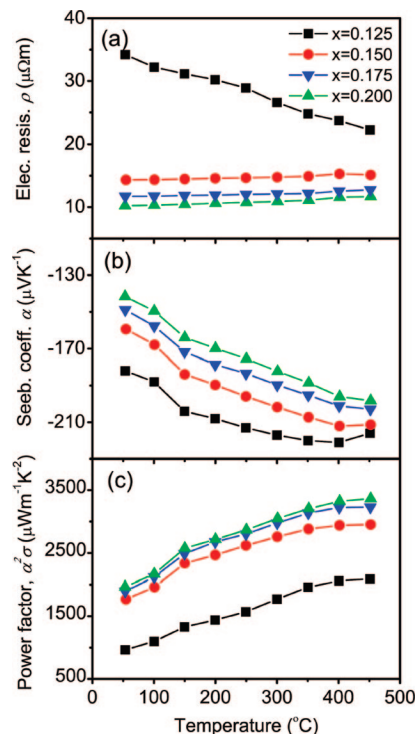 (a)
x=0.125
x=0.150
x=0.175
x=0.200
Elec. resis. ρ (μΩm)
40
30
20
10
(b)
Seeb. coeff. α (μVK⁻¹)
-130
-170
-210
(c)
Power factor, α²σ (μWm⁻¹K⁻²)
3500
2500
1500
500
0 100 200 300 400 500
Temperature (°C)